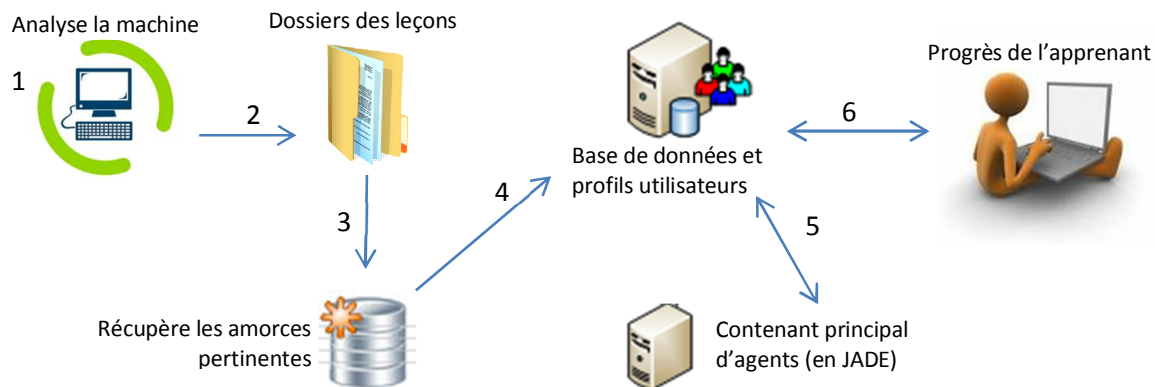 Analyse la machine
1
2
Dossiers des leçons
3
Récupère les amorces
pertinentes
4
Base de données et
profils utilisateurs
5
Contenant principal
d’agents (en JADE)
6
Progrès de l’apprenant